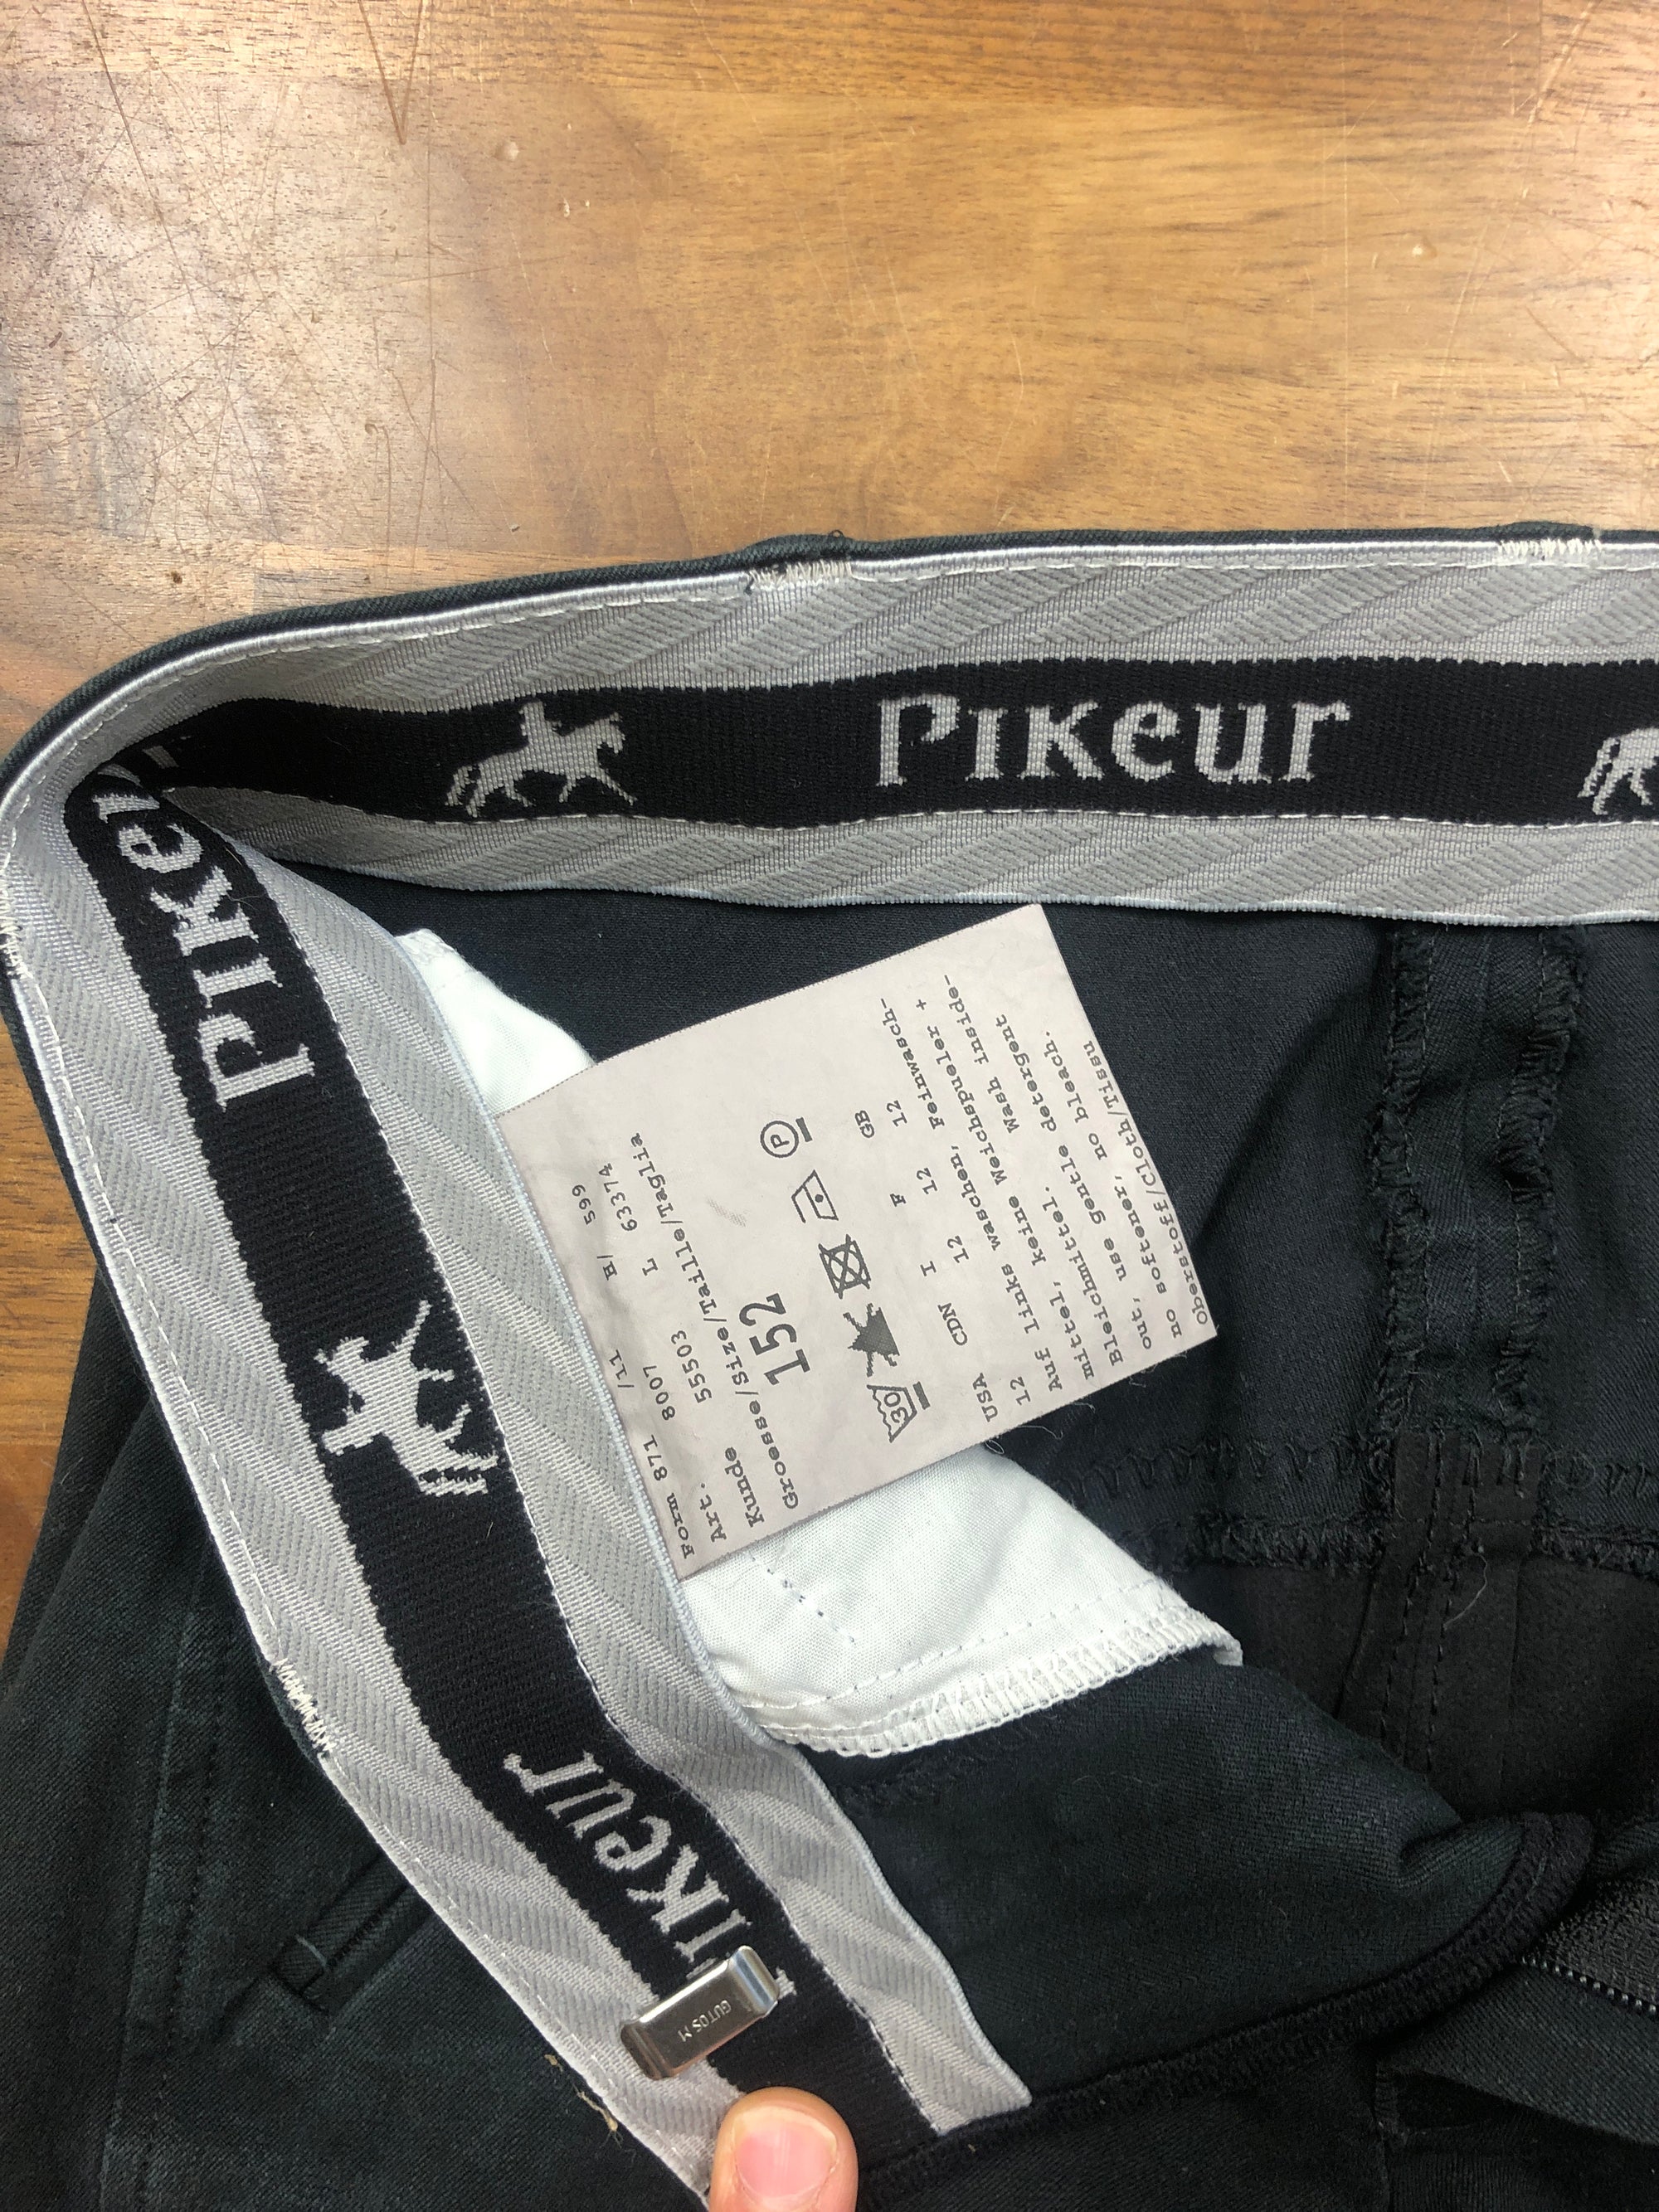 Pikeur
Pikeur
Pikeur
GUTOS M
Form 871 /11 H/ 599
Art. 8007 L 63374
Kunde 55503
Groesse/Size/Taille/Taglia
152
30
P
USA CDN I F GB
12 12 12 12
Auf links waschen, Feinwasch-
mittel, keine Weichspueler +
Bleichmittel. Wash inside-
out, use gentle detergent
no softener, no bleach.
Oberstoff/Cloth/Tissu